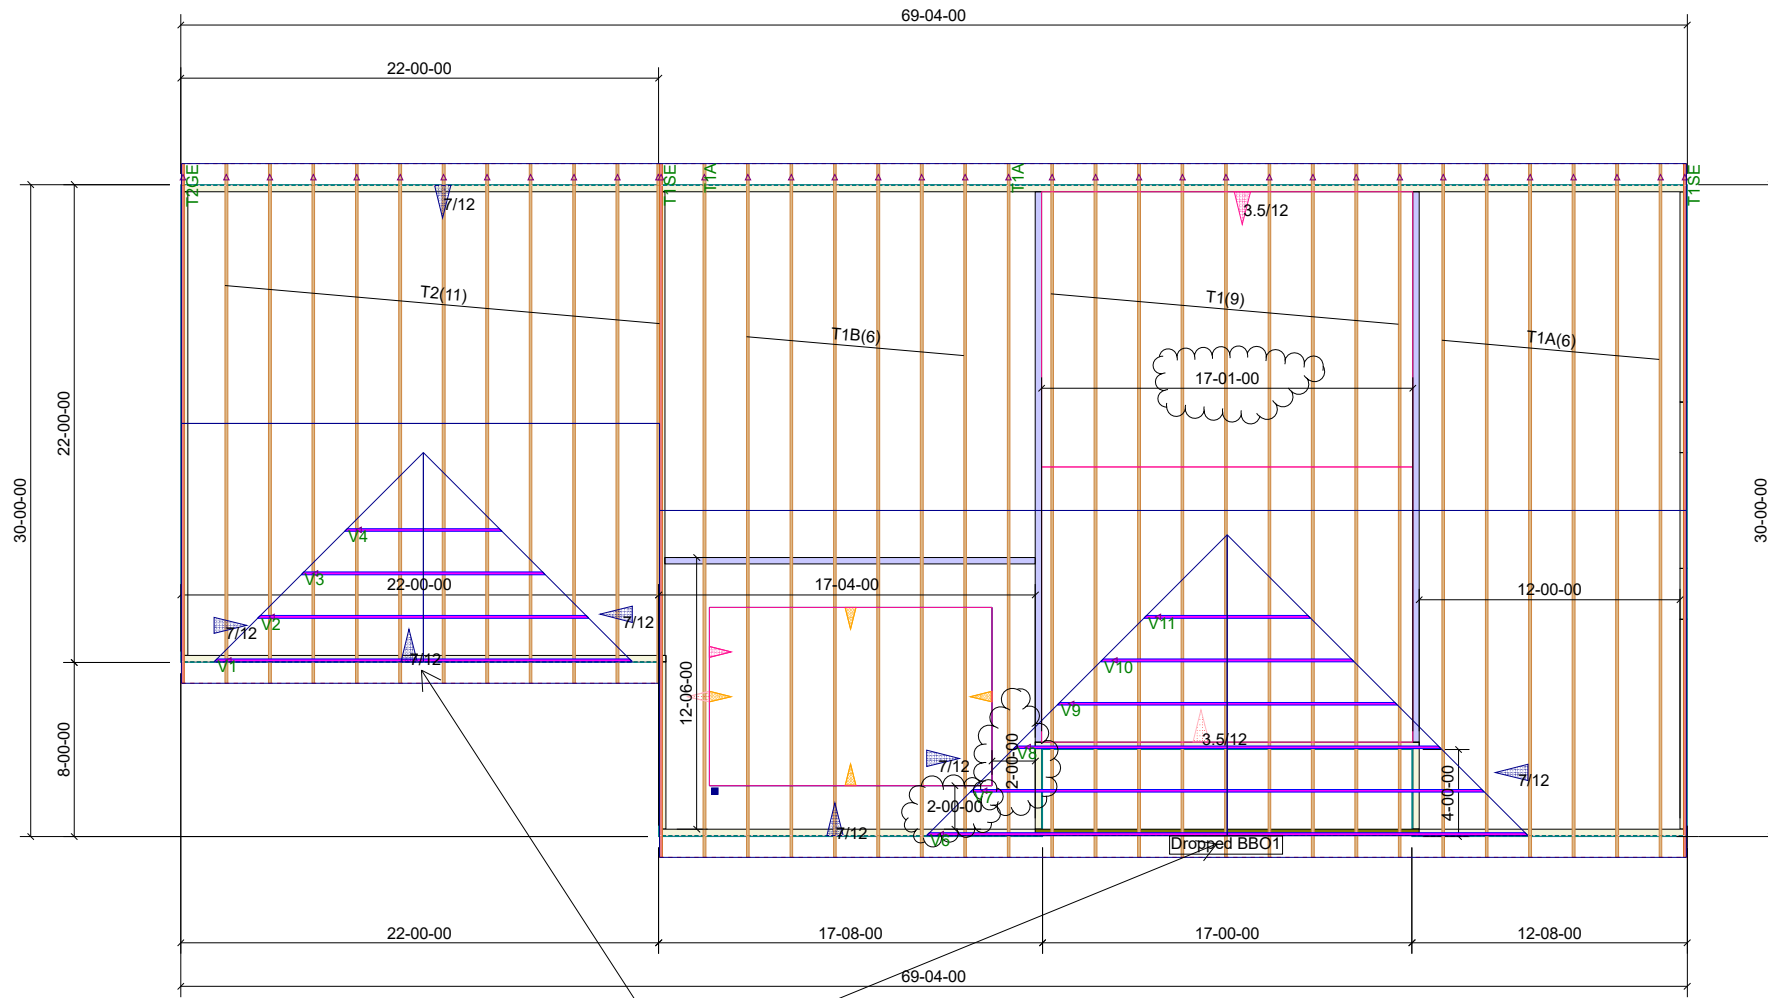 69-04-00
22-00-00
T2GE
T1SE
T1A
T1A
T1SE
7/12
3.5/12
T2(11)
T1(9)
T1B(6)
T1A(6)
17-01-00
22-00-00
30-00-00
30-00-00
V4
V3
22-00-00
17-04-00
12-00-00
V2
7/12
7/12
V11
V1
7/12
V10
12-06-00
V9
8-00-00
3.5/12
V8
2-00-00
7/12
7/12
V7
2-00-00
4-00-00
7/12
V6
Dropped BBO1
22-00-00
17-08-00
17-00-00
12-08-00
69-04-00